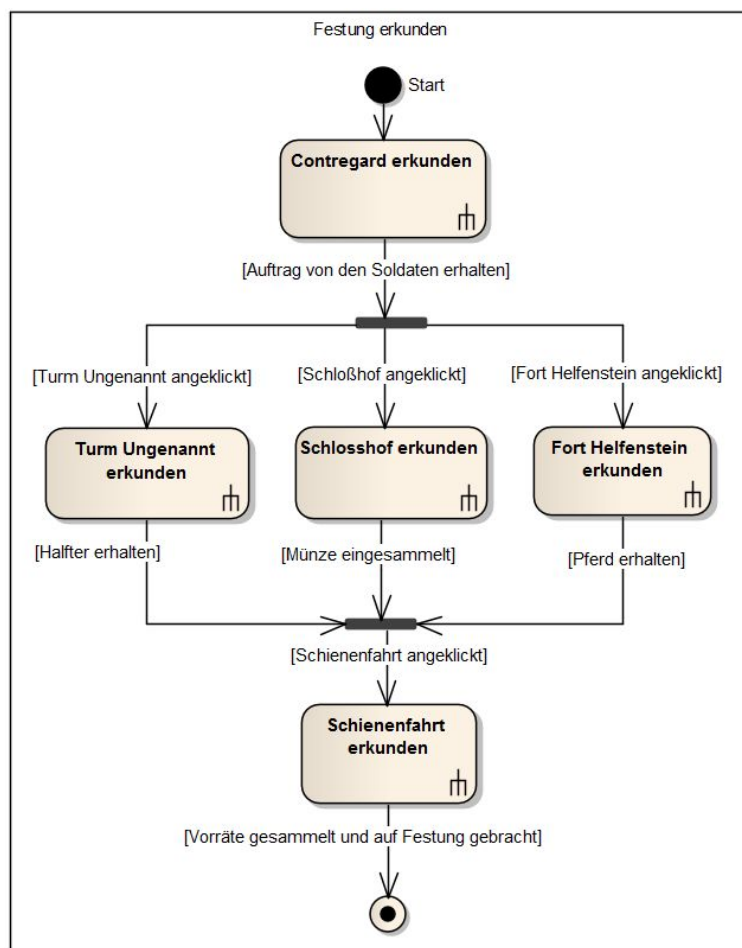 Festung erkunden
Start
Contregard erkunden
[Auftrag von den Soldaten erhalten]
[Turm Ungenannt angeklickt]
[Schloßhof angeklickt]
[Fort Helfenstein angeklickt]
Turm Ungenannt
erkunden
Schlosshof erkunden
Fort Helfenstein
erkunden
[Halfter erhalten]
[Münze eingesammelt]
[Pferd erhalten]
[Schienenfahrt angeklickt]
Schienenfahrt
erkunden
[Vorräte gesammelt und auf Festung gebracht]